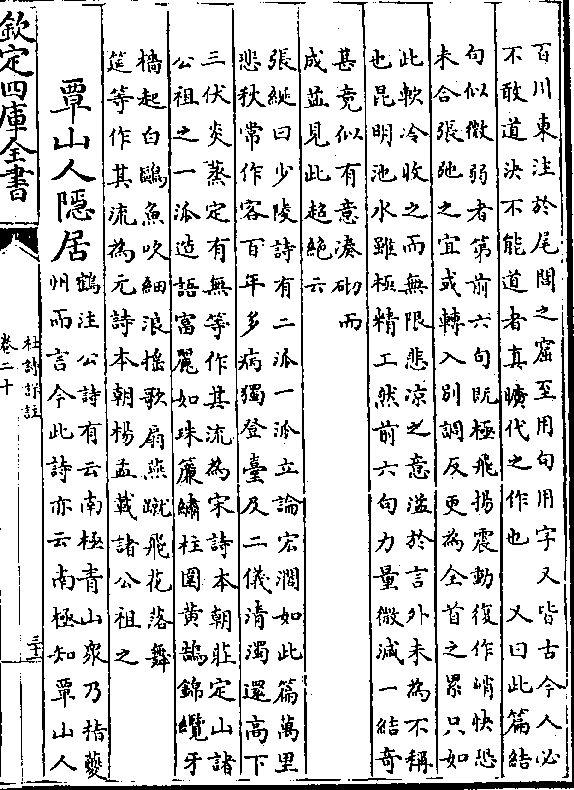 百川東注於尾閭之窟至用句用字又皆古今人必
不敢道決不能道者真曠代之作也　又曰此篇結
句似微弱者第前六句既極飛揚震動復作峭快恐
未合張弛之宜或轉入別調反更為全首之累只如
此軟冷收之而無限悲凉之意溢於言外未為不稱
也昆明池水雖極精工然前六句力量微減一結奇
甚竟似有意湊砌而
成益見此超絶云
張綖曰少陵詩有二派一派立論宏濶如此篇萬里
悲秋常作客百年多病獨登臺及二儀清濁還高下
三伏炎蒸定有無等作其流為宋詩本朝莊定山諸
公祖之一派造語富麗如珠簾繡柱圍黄鵠錦纜牙
檣起白鷗魚吹細浪摇歌扇燕蹴飛花落舞
筵等作其流為元詩本朝楊孟載諸公祖之
覃山人隱居
鶴注公詩有云南極青山衆乃指夔
州而言今此詩亦云南極知覃山人
欽定四庫全書
杜詩詳註
卷二十